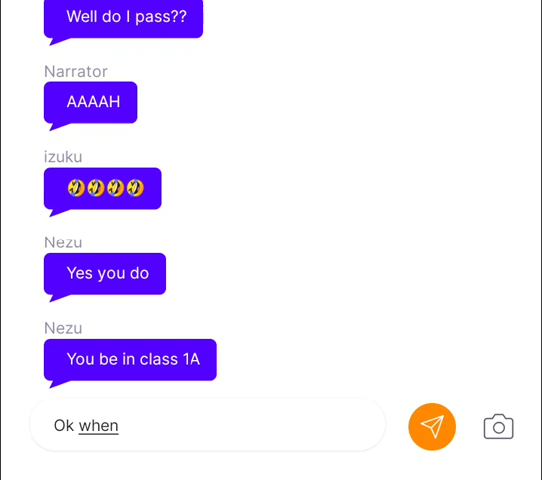 Well do I pass??
Narrator
AAAAH
izuku
🤣🤣🤣🤣
Nezu
Yes you do
Nezu
You be in class 1A
Ok when